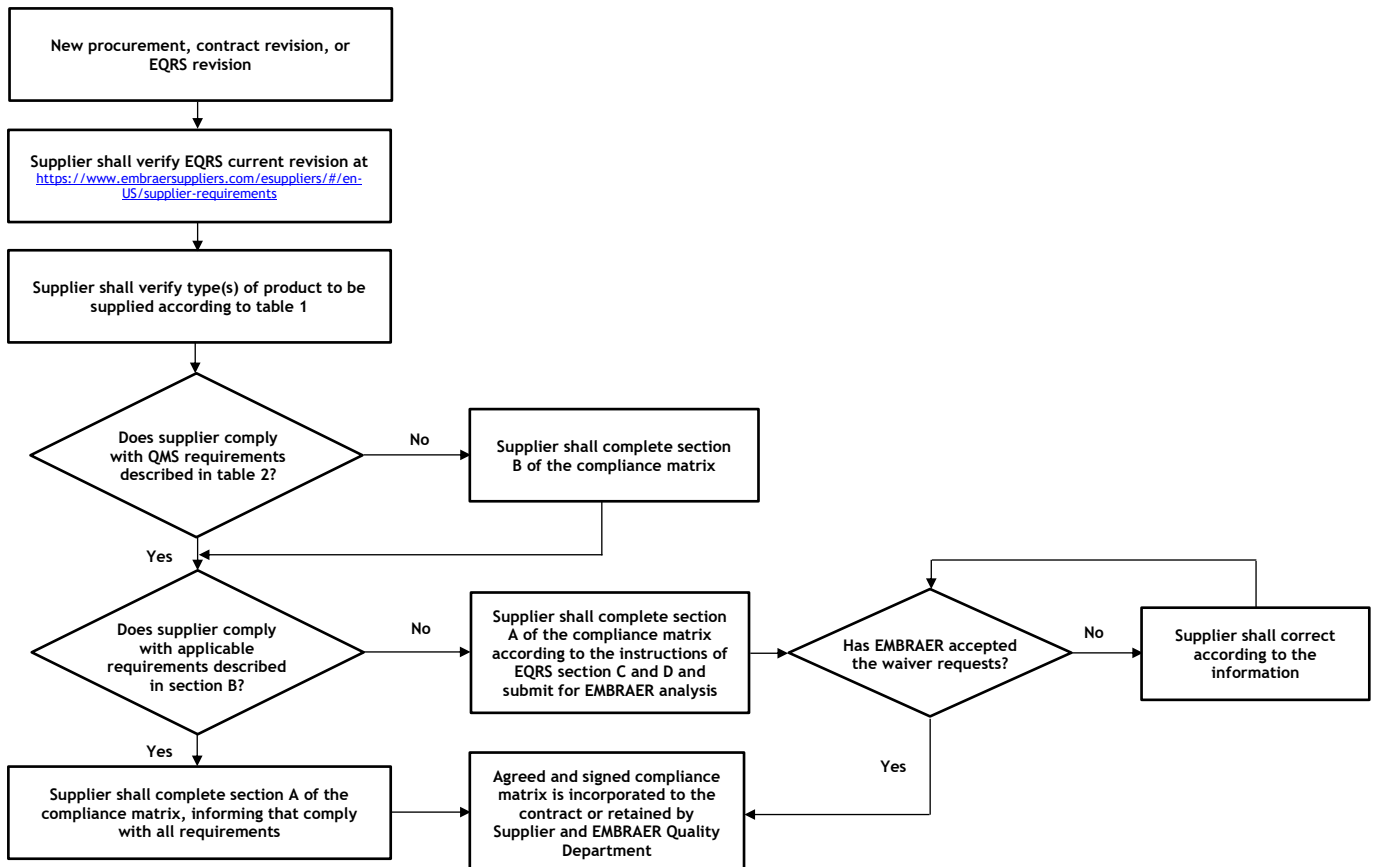 New procurement, contract revision, or
EQRS revision
Supplier shall verify EQRS current revision at
https://www.embraersuppliers.com/esuppliers/#/en-
US/supplier-requirements
Supplier shall verify type(s) of product to be
supplied according to table 1
Does supplier comply
with QMS requirements
described in table 2?
No
Supplier shall complete section
B of the compliance matrix
Yes
Does supplier comply
with applicable
requirements described
in section B?
No
Supplier shall complete section
A of the compliance matrix
according to the instructions of
EQRS section C and D and
submit for EMBRAER analysis
Has EMBRAER accepted
the waiver requests?
No
Supplier shall correct
according to the
information
Yes
Yes
Supplier shall complete section A of the
compliance matrix, informing that comply
with all requirements
Agreed and signed compliance
matrix is incorporated to the
contract or retained by
Supplier and EMBRAER Quality
Department